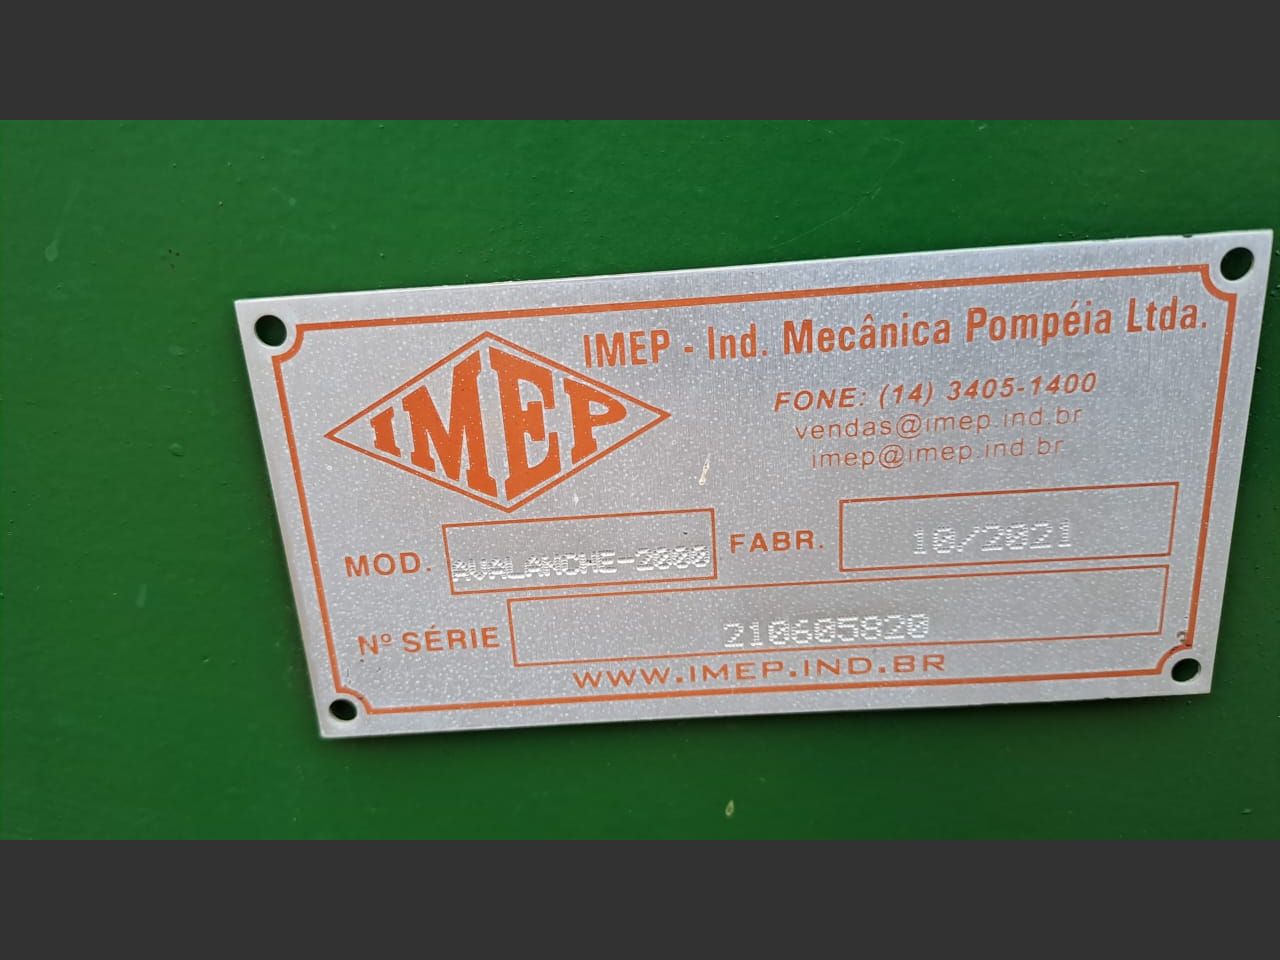 IMEP - Ind. Mecânica Pompéia Ltda.
IMEP
FONE: (14) 3405-1400
vendas@imep.ind.br
imep@imep.ind.br
MOD. AVALANCHE-2000 FABR. 10/2021
Nº SÉRIE 210605820
3
WWW.IMEP.IND.BR